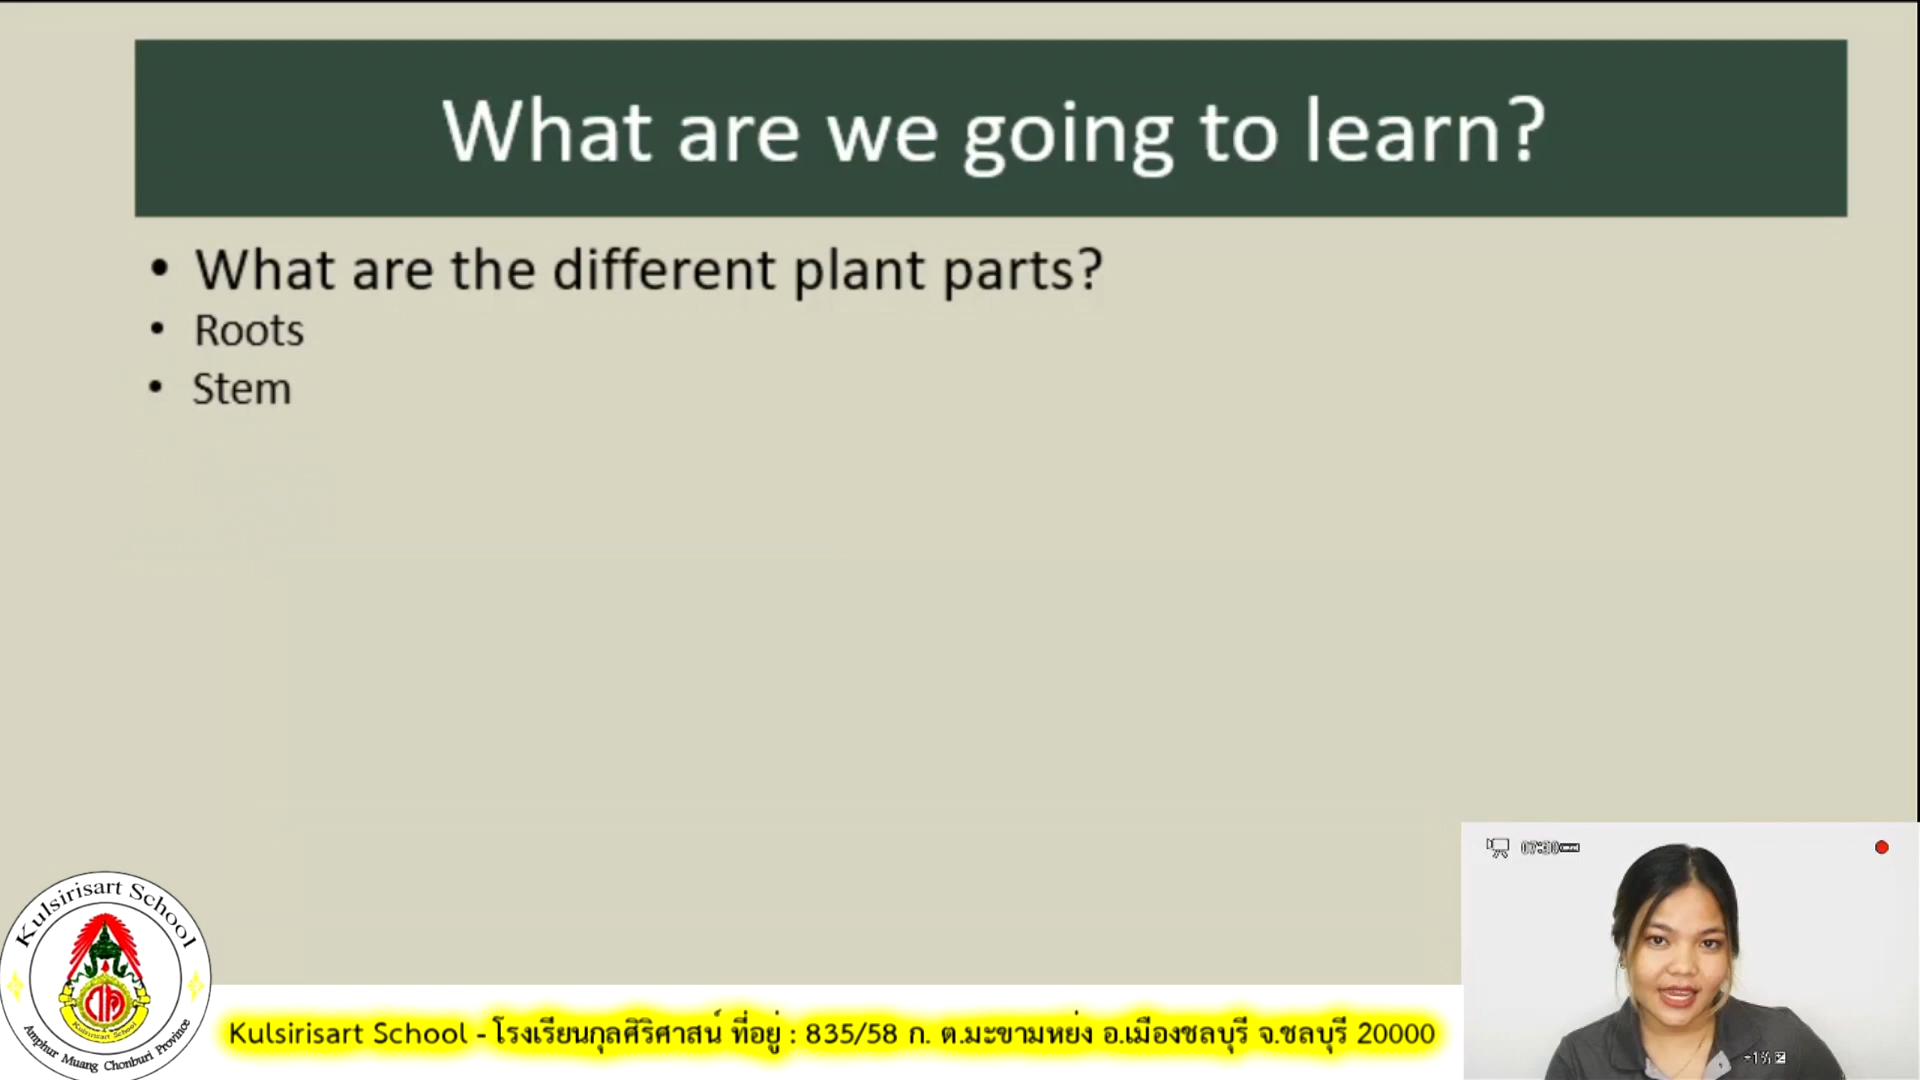 What are we going to learn?
• What are the different plant parts?
• Roots
• Stem
Kulsirisart School
Kulsirisart School
Amphur Muang Chonburi Province
Kulsirisart School - โรงเรียนกุลศิริศาสน์ ที่อยู่ : 835/58 ก. ต.มะขามหย่ง อ.เมืองชลบุรี จ.ชลบุรี 20000